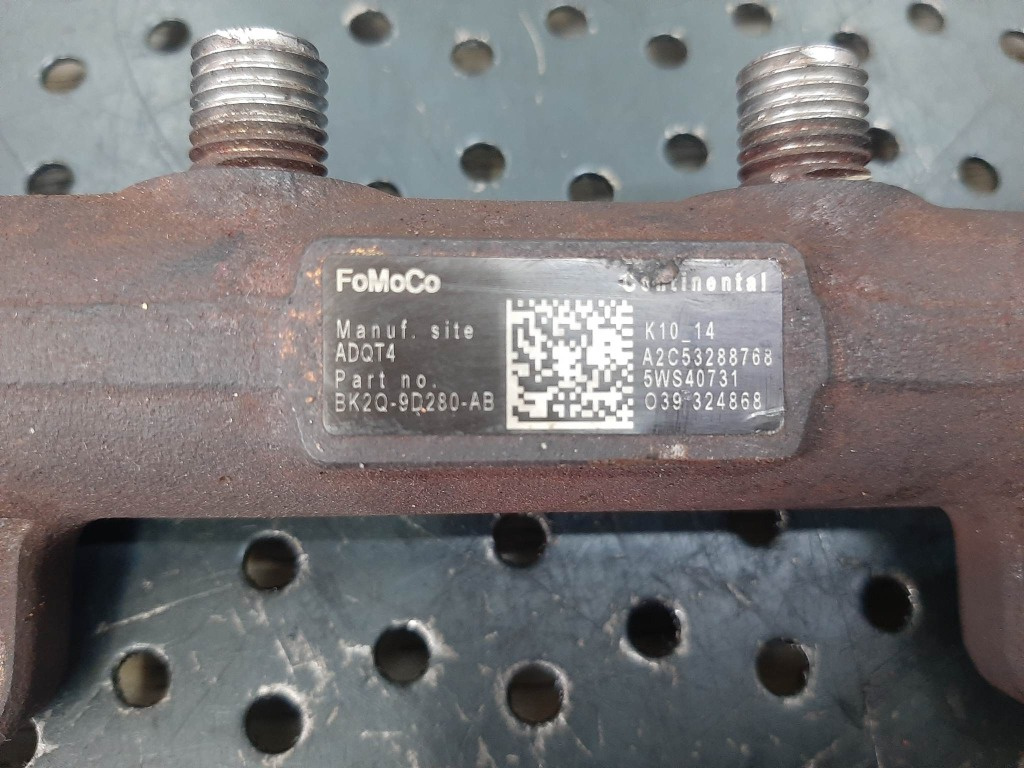 FoMoCo
Continental
Manuf. site
ADQT4
Part no.
BK2Q-9D280-AB
K10_14
A2C53288768
5WS40731
O39 324868